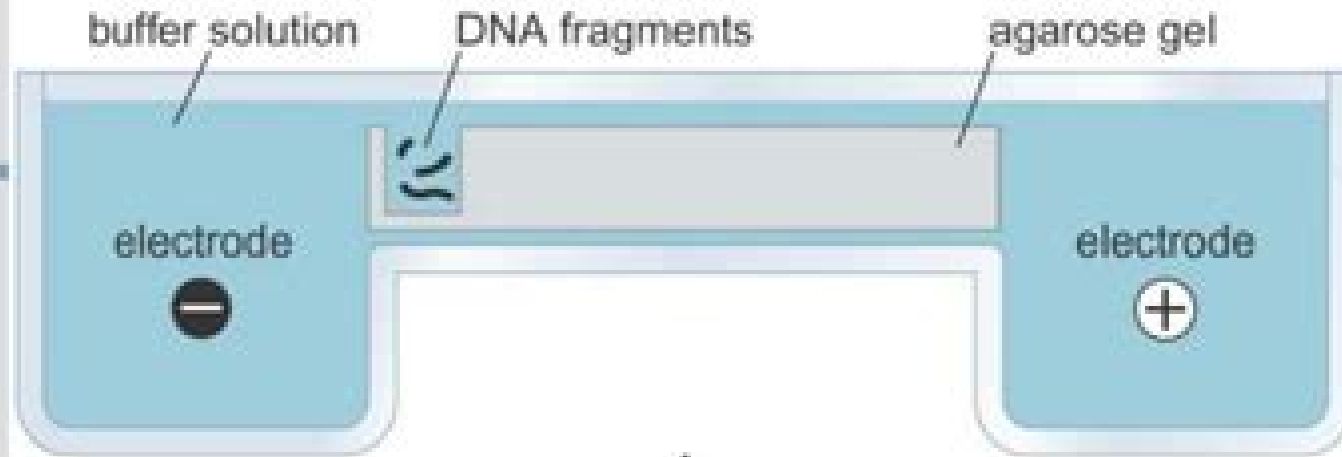 buffer solution
DNA fragments
agarose gel
electrode
electrode
−
+